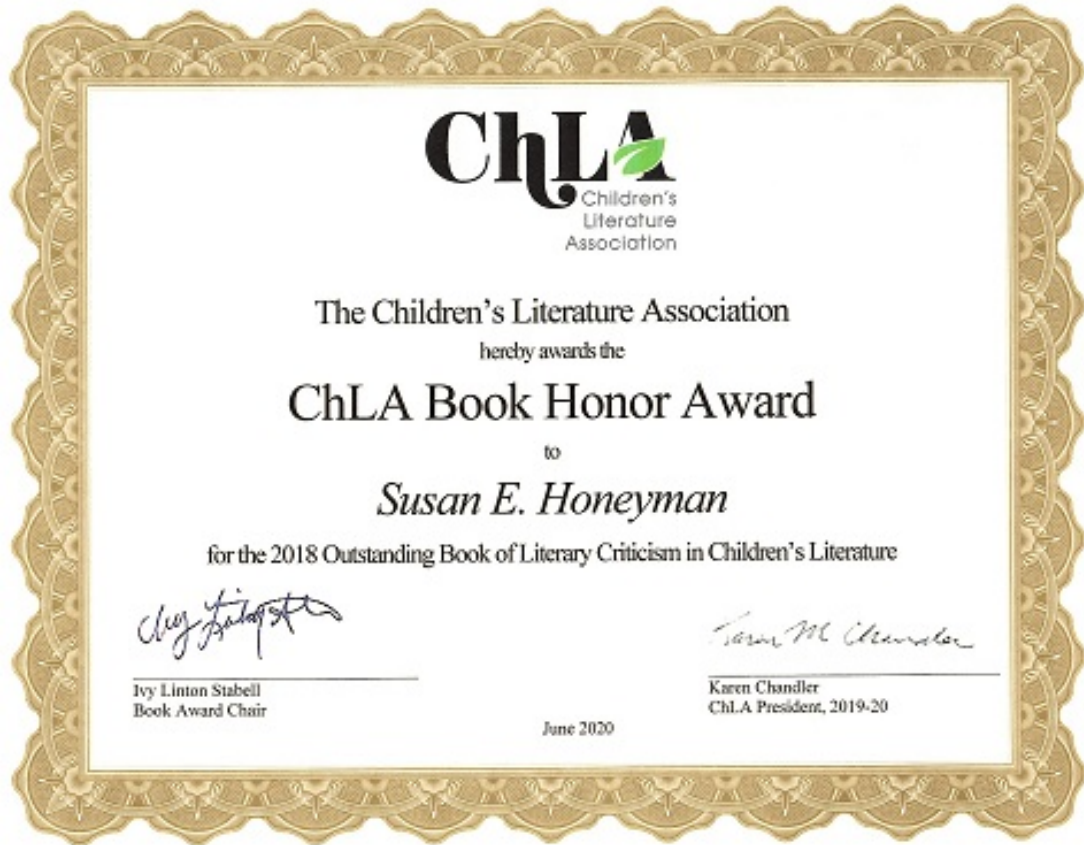 ChLA
Children's
Literature
Association
The Children's Literature Association
hereby awards the
ChLA Book Honor Award
to
Susan E. Honeyman
for the 2018 Outstanding Book of Literary Criticism in Children's Literature
Karen M Chandler
Ivy Linton Stabell
Book Award Chair
Karen Chandler
ChLA President, 2019-20
June 2020